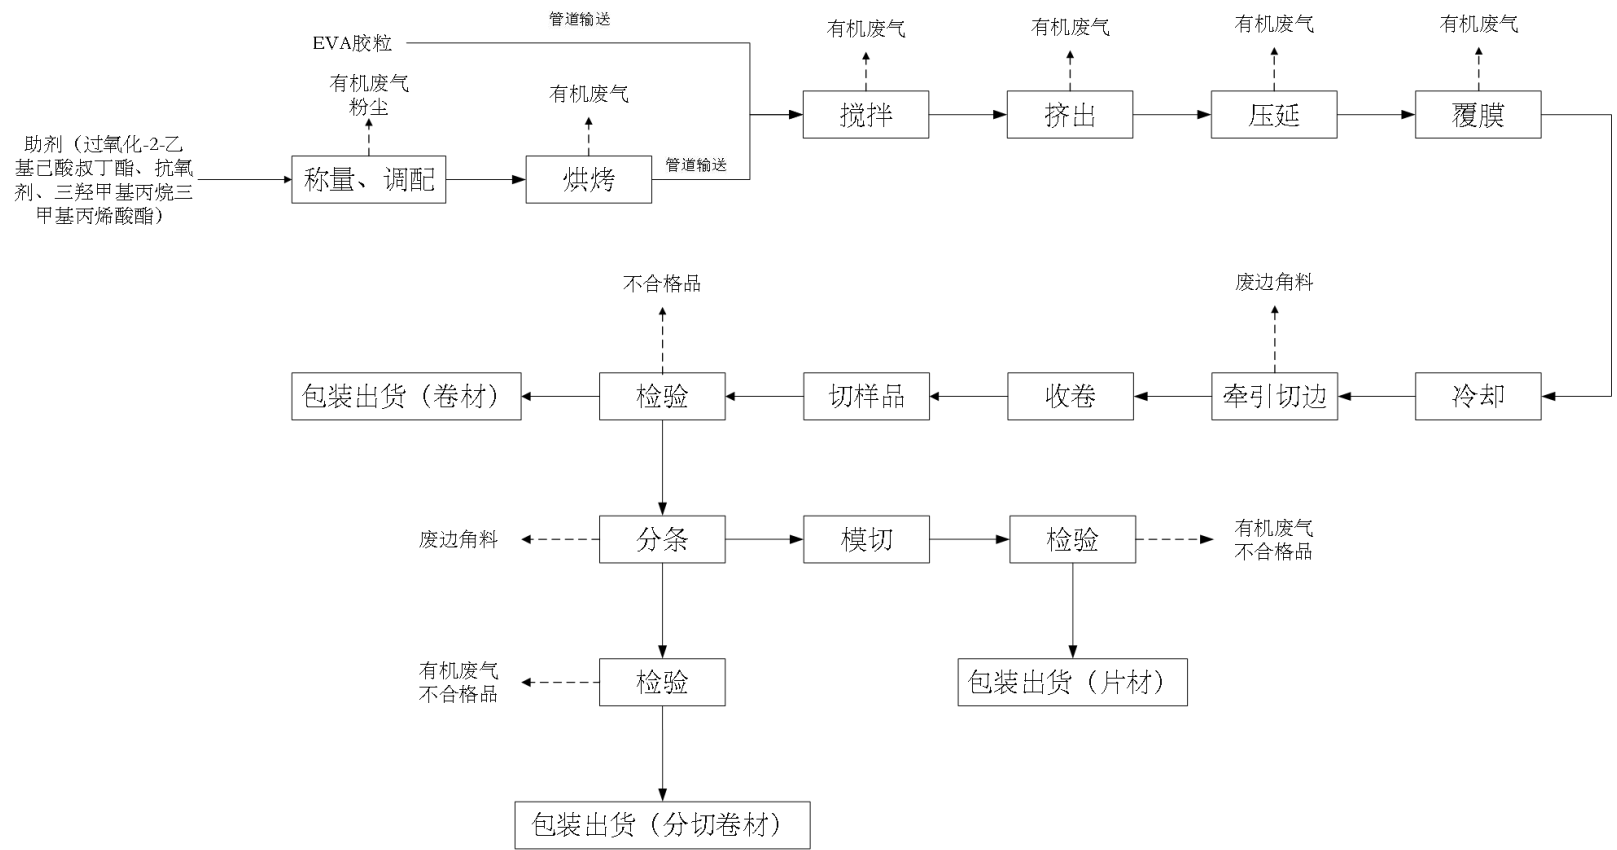 管道输送
EVA胶粒
有机废气
有机废气
有机废气
有机废气
有机废气
粉尘
有机废气
搅拌
挤出
压延
覆膜
助剂（过氧化-2-乙
基己酸叔丁酯、抗氧
剂、三羟甲基丙烷三
甲基丙烯酸酯）
称量、调配
烘烤
管道输送
不合格品
废边角料
包装出货（卷材）
检验
切样品
收卷
牵引切边
冷却
废边角料
分条
模切
检验
有机废气
不合格品
有机废气
不合格品
检验
包装出货（片材）
包装出货（分切卷材）